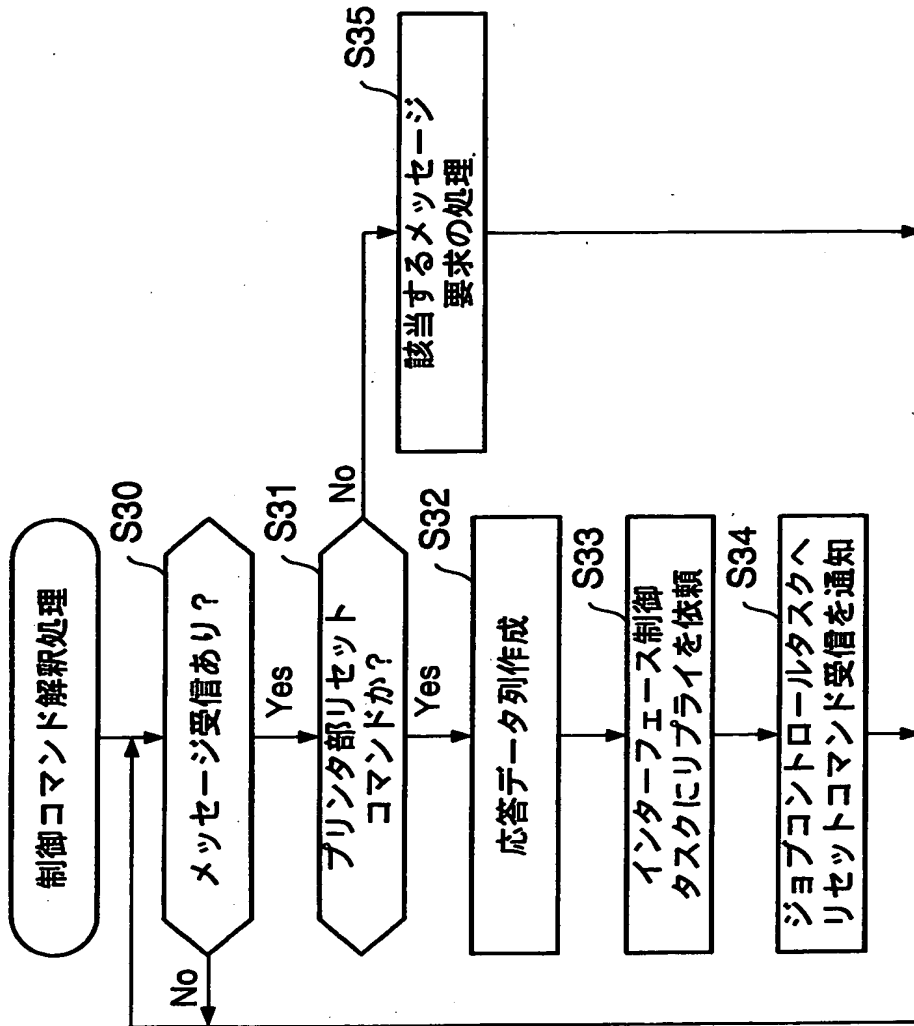 制御コマンド解釈処理
S30
メッセージ受信あり？
No
Yes
S31
プリンタ部リセット
コマンドか？
No
Yes
S32
応答データ列作成
S33
インターフェース制御
タスクにリプライを依頼
S34
ジョブコントロールタスクへ
リセットコマンド受信を通知
S35
該当するメッセージ
要求の処理